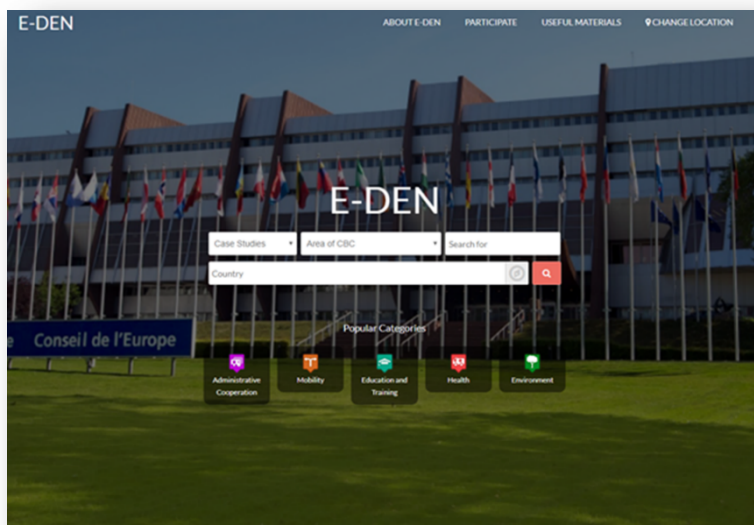 E-DEN
ABOUT E-DEN PARTICIPATE USEFUL MATERIALS CHANGE LOCATION
E-DEN
Case Studies Area of CBC Search for
Country
Popular Categories
Conseil de l'Europe
Administrative Cooperation
Mobility
Education and Training
Health
Environment